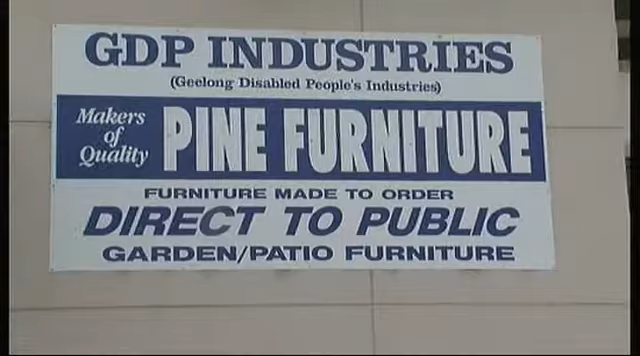 GDP INDUSTRIES
(Geelong Disabled People's Industries)
Makers
of
Quality
PINE FURNITURE
FURNITURE MADE TO ORDER
DIRECT TO PUBLIC
GARDEN/PATIO FURNITURE